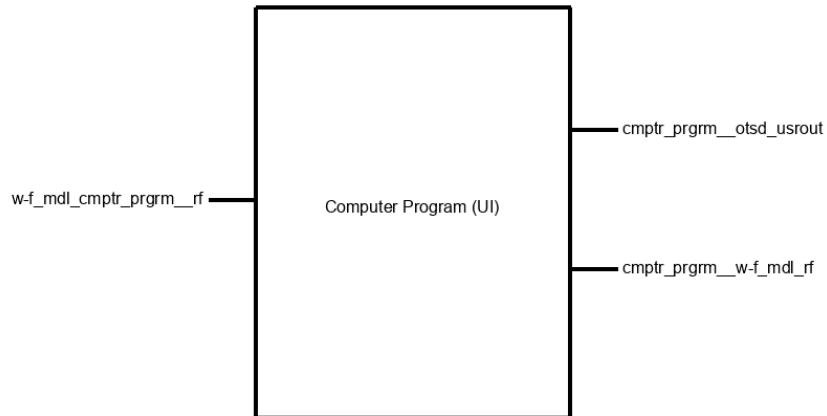 cmptr_prgrm__otsd_usrout
w-f_mdl_cmptr_prgrm__rf
Computer Program (UI)
cmptr_prgrm__w-f_mdl_rf